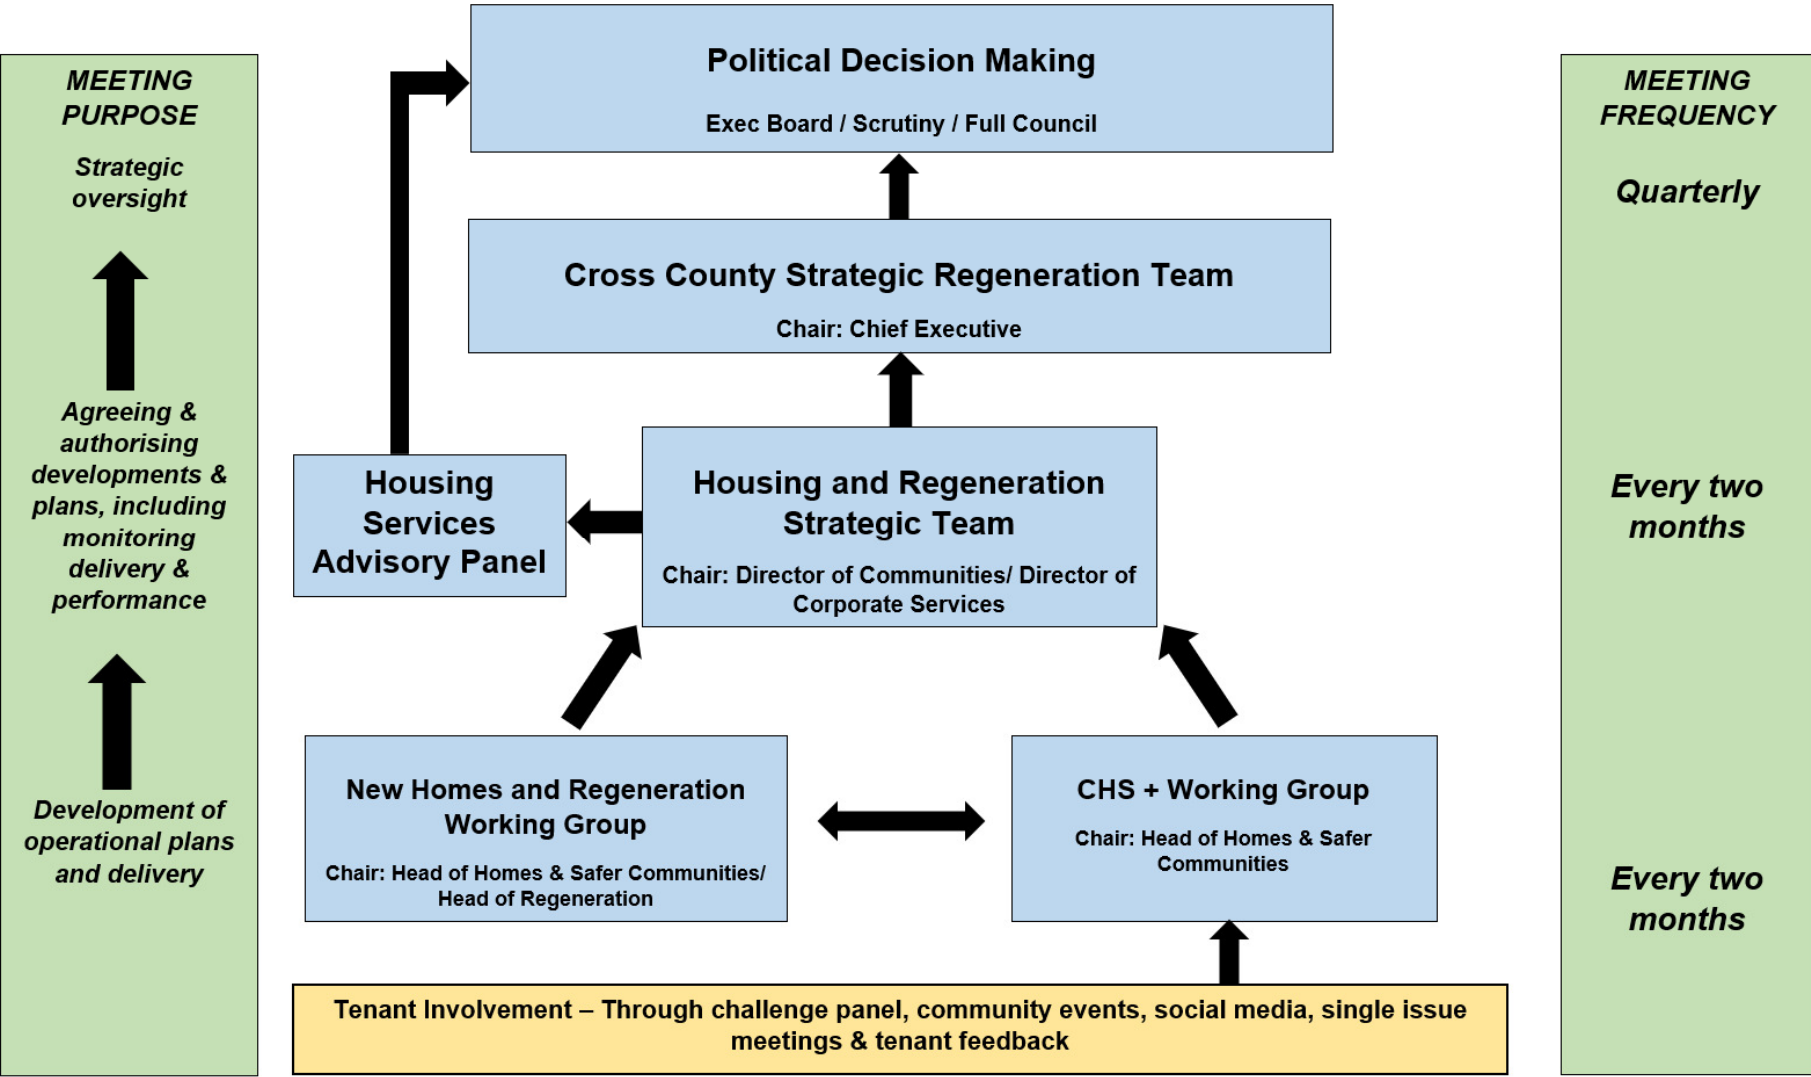 MEETING
PURPOSE
Strategic
oversight
Agreeing &
authorising
developments &
plans, including
monitoring
delivery &
performance
Development of
operational plans
and delivery
Political Decision Making
Exec Board / Scrutiny / Full Council
Cross County Strategic Regeneration Team
Chair: Chief Executive
Housing
Services
Advisory Panel
Housing and Regeneration
Strategic Team
Chair: Director of Communities/ Director of
Corporate Services
New Homes and Regeneration
Working Group
Chair: Head of Homes & Safer Communities/
Head of Regeneration
CHS + Working Group
Chair: Head of Homes & Safer
Communities
Tenant Involvement – Through challenge panel, community events, social media, single issue
meetings & tenant feedback
MEETING
FREQUENCY
Quarterly
Every two
months
Every two
months